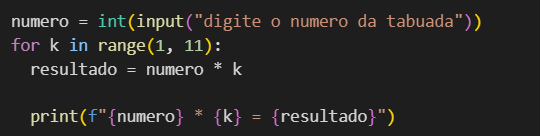 numero = int(input("digite o numero da tabuada"))
for k in range(1, 11):
  resultado = numero * k

  print(f"{numero} * {k} = {resultado}")